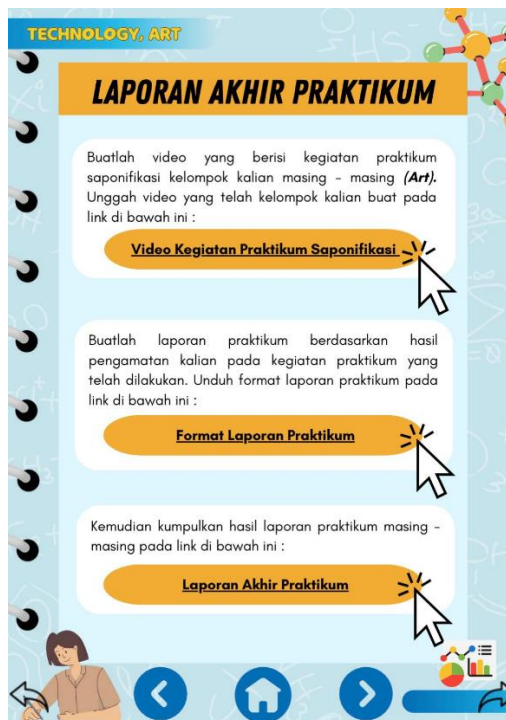 TECHNOLOGY, ART
LAPORAN AKHIR PRAKTIKUM
Buatlah video yang berisi kegiatan praktikum
saponifikasi kelompok kalian masing - masing (Art).
Unggah video yang telah kelompok kalian buat pada
link di bawah ini :
Video Kegiatan Praktikum Saponifikasi
Buatlah laporan praktikum berdasarkan hasil
pengamatan kalian pada kegiatan praktikum yang
telah dilakukan. Unduh format laporan praktikum pada
link di bawah ini :
Format Laporan Praktikum
Kemudian kumpulkan hasil laporan praktikum masing -
masing pada link di bawah ini :
Laporan Akhir Praktikum